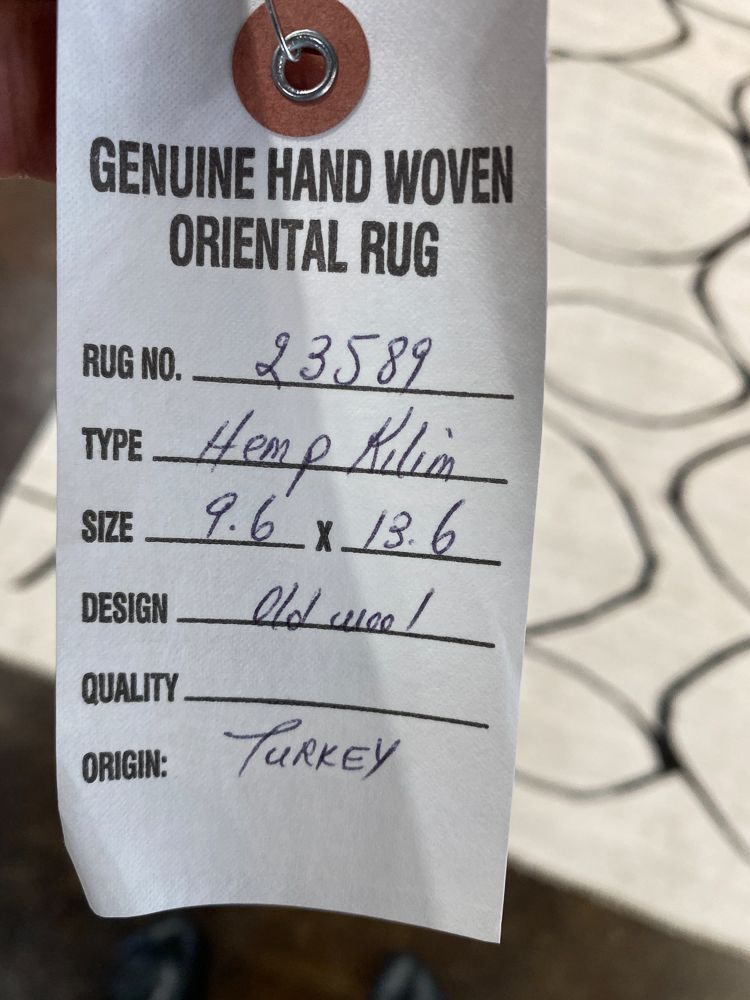 GENUINE HAND WOVEN
ORIENTAL RUG
RUG NO. 23589
TYPE Hemp Kilim
SIZE 9.6 X 13.6
DESIGN Old wool
QUALITY
ORIGIN: TURKEY